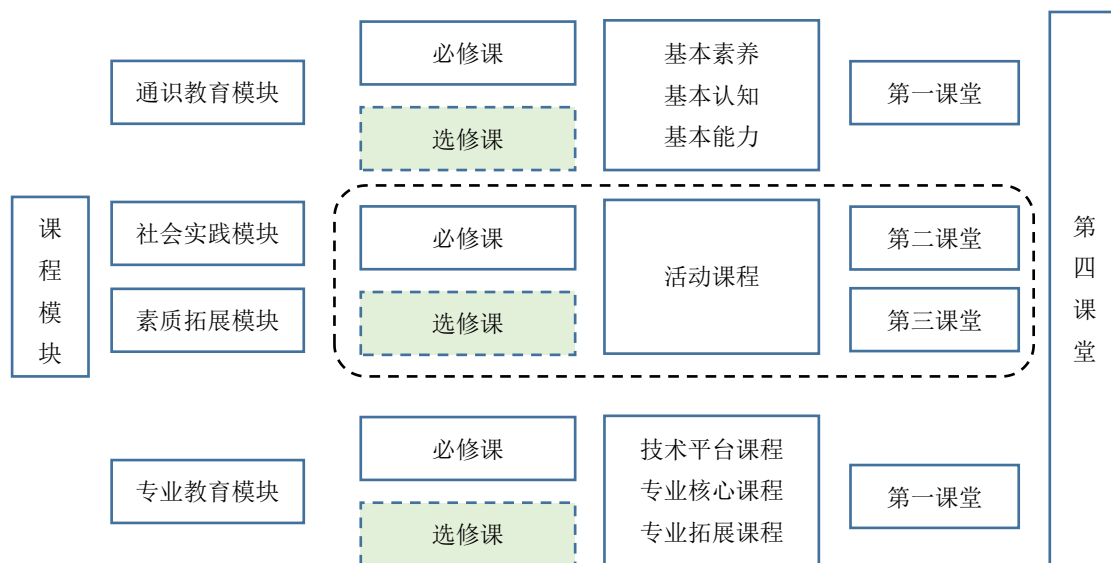 必修课
基本素养
通识教育模块
基本认知
第一课堂
选修课
基本能力
课程模块
社会实践模块
必修课
活动课程
第二课堂
第四课堂
素质拓展模块
选修课
第三课堂
必修课
技术平台课程
专业教育模块
专业核心课程
第一课堂
选修课
专业拓展课程